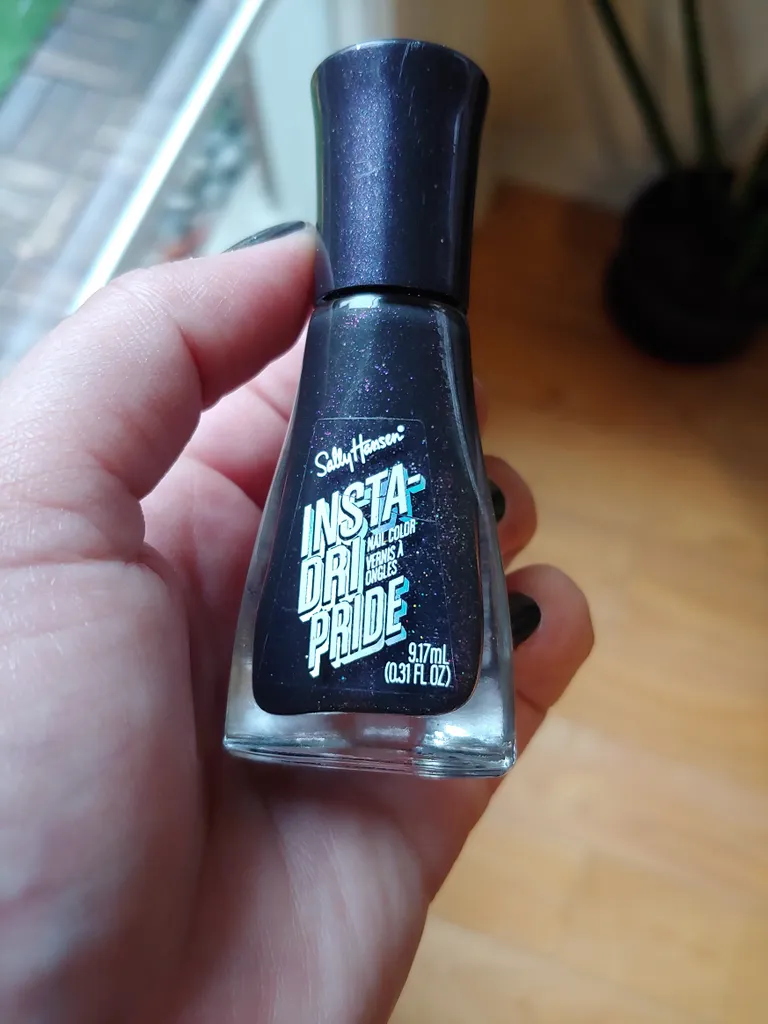 Sally Hansen®
INSTA-
DRI
NAIL COLOR
VERNIS À
ONGLES
PRIDE
9.17mL
(0.31 FL OZ)